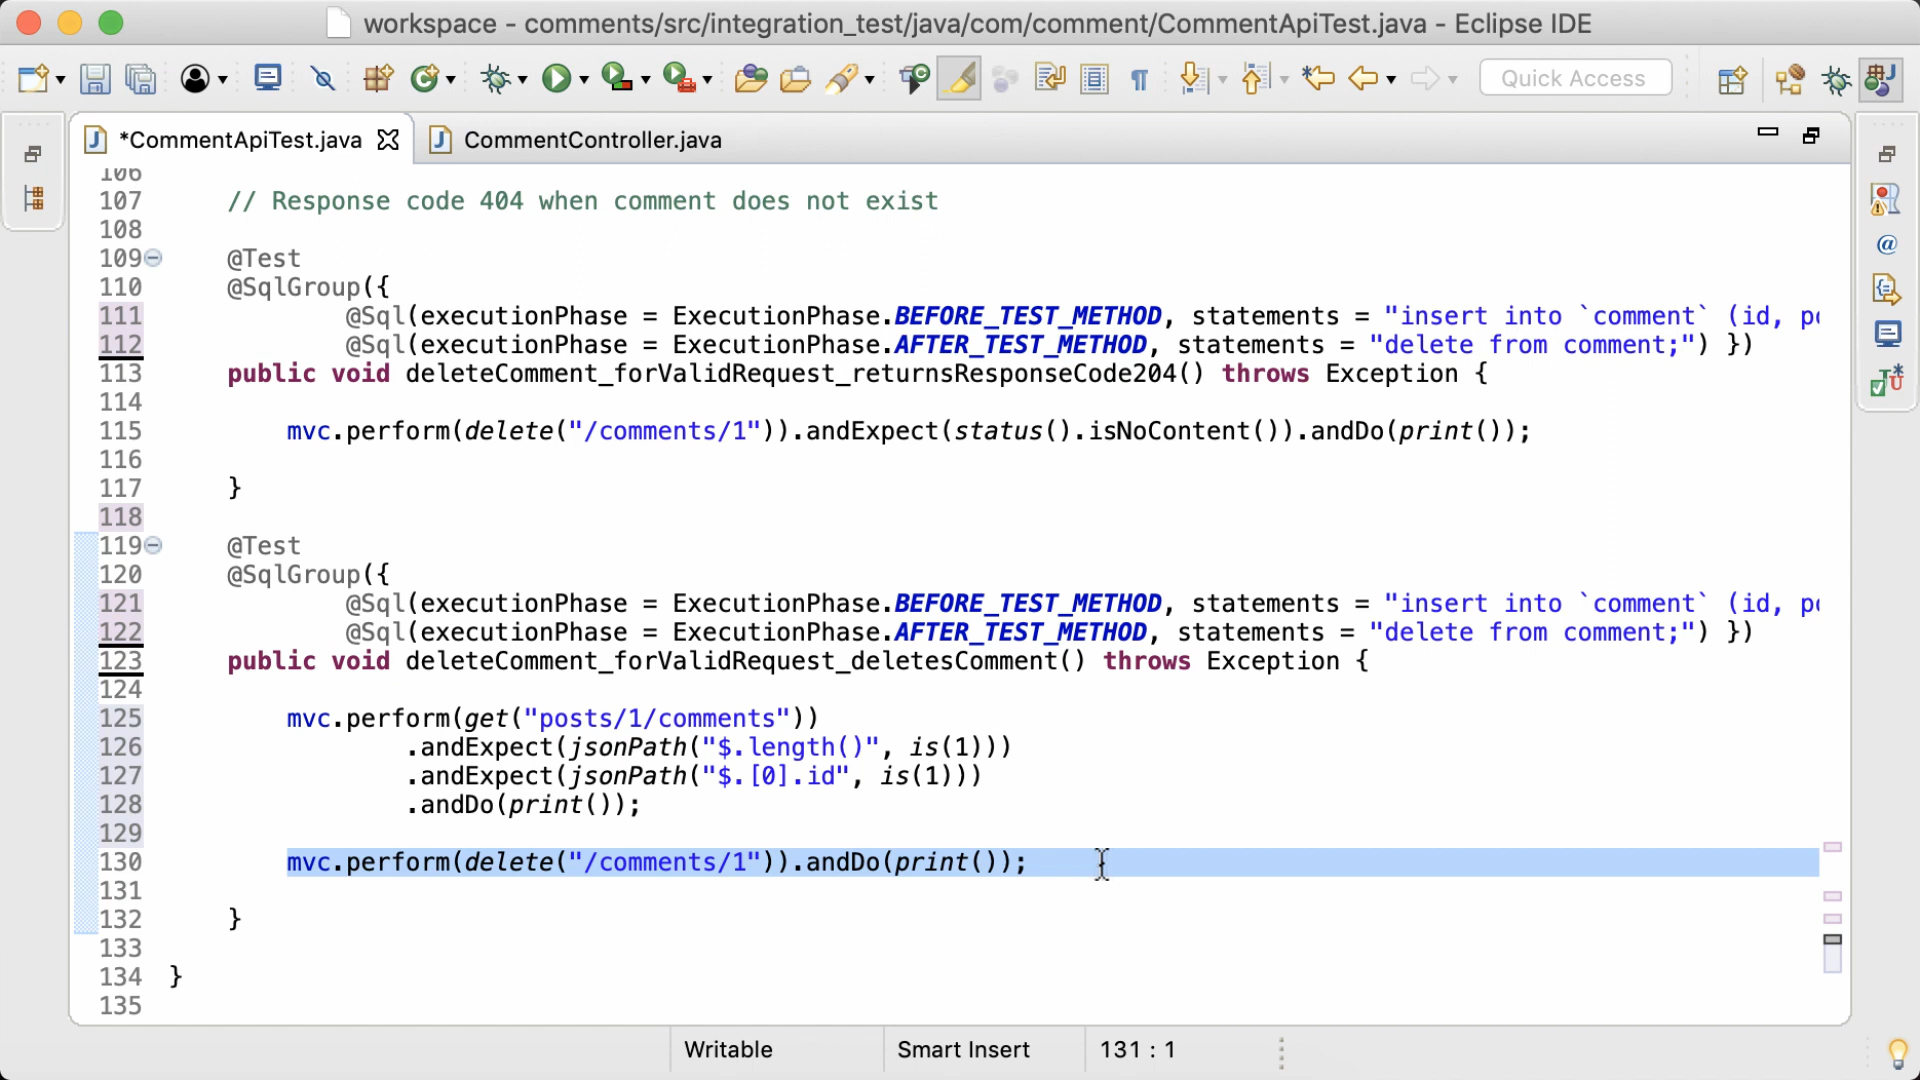 workspace - comments/src/integration_test/java/com/comment/CommentApiTest.java - Eclipse IDE
Quick Access
*CommentApiTest.java
CommentController.java
106
107 // Response code 404 when comment does not exist
108
109 @Test
110 @SqlGroup({
111 @Sql(executionPhase = ExecutionPhase.BEFORE_TEST_METHOD, statements = "insert into `comment` (id, po
112 @Sql(executionPhase = ExecutionPhase.AFTER_TEST_METHOD, statements = "delete from comment;") })
113 public void deleteComment_forValidRequest_returnsResponseCode204() throws Exception {
114
115 mvc.perform(delete("/comments/1")).andExpect(status().isNoContent()).andDo(print());
116
117 }
118
119 @Test
120 @SqlGroup({
121 @Sql(executionPhase = ExecutionPhase.BEFORE_TEST_METHOD, statements = "insert into `comment` (id, po
122 @Sql(executionPhase = ExecutionPhase.AFTER_TEST_METHOD, statements = "delete from comment;") })
123 public void deleteComment_forValidRequest_deletesComment() throws Exception {
124
125 mvc.perform(get("posts/1/comments"))
126 .andExpect(jsonPath("$.length()", is(1)))
127 .andExpect(jsonPath("$.[0].id", is(1)))
128 .andDo(print());
129
130 mvc.perform(delete("/comments/1")).andDo(print());
131
132 }
133
134 }
135
Writable
Smart Insert
131 : 1